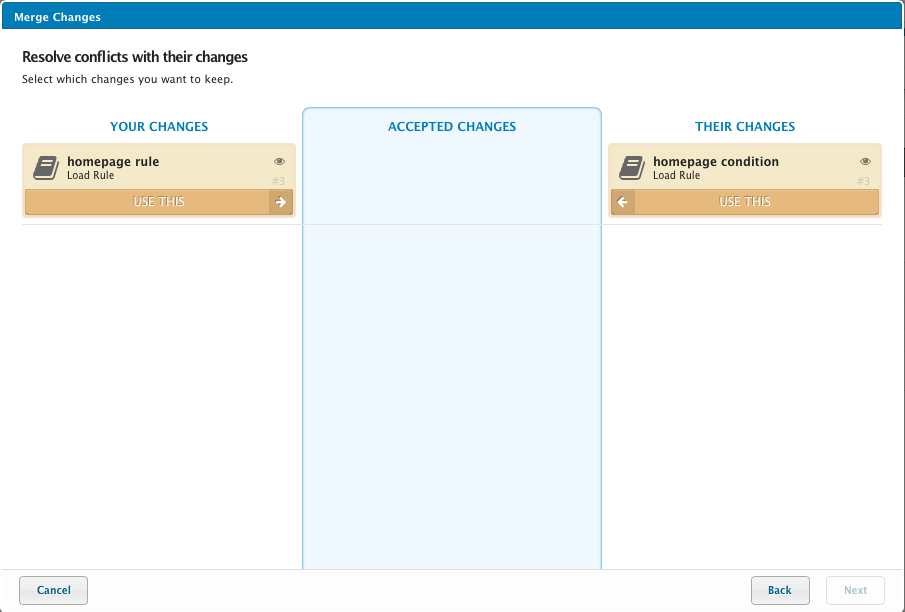 Merge Changes
Resolve conflicts with their changes
Select which changes you want to keep.
YOUR CHANGES
ACCEPTED CHANGES
THEIR CHANGES
homepage rule
Load Rule
#3
USE THIS
homepage condition
Load Rule
#3
USE THIS
Cancel
Back
Next